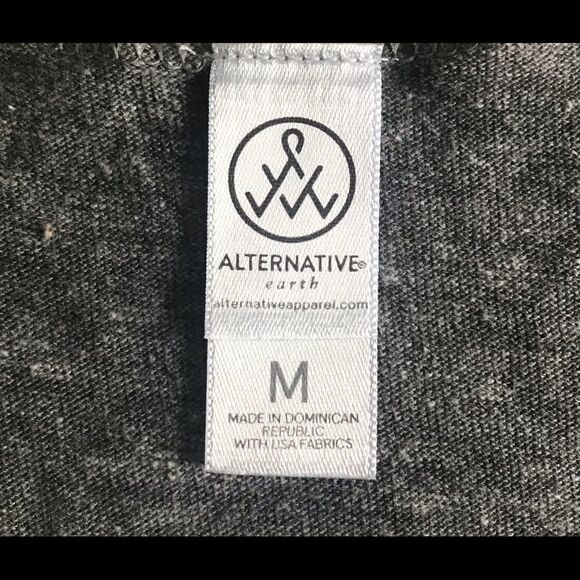 ALTERNATIVE®
earth
alternativeapparel.com
M
MADE IN DOMINICAN
REPUBLIC
WITH USA FABRICS